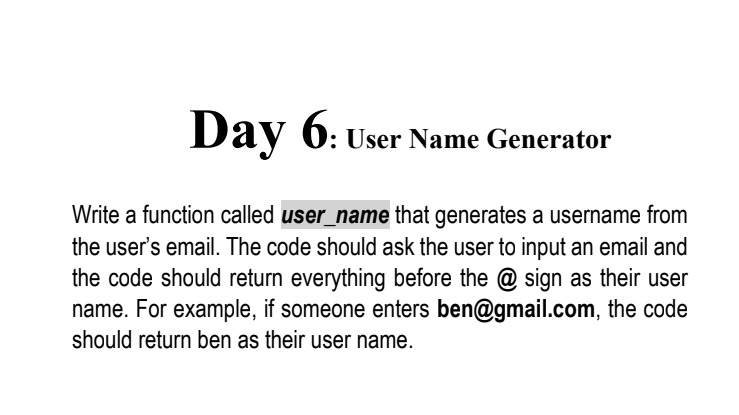 Day 6: User Name Generator
Write a function called user_name that generates a username from
the user’s email. The code should ask the user to input an email and
the code should return everything before the @ sign as their user
name. For example, if someone enters ben@gmail.com, the code
should return ben as their user name.